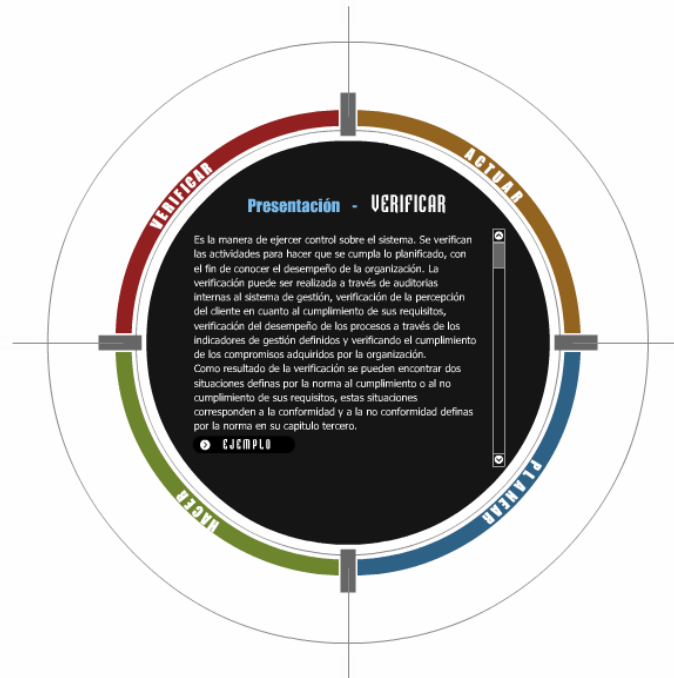 VERIFICAR
ACTUAR
Presentación - VERIFICAR
Es la manera de ejercer control sobre el sistema. Se verifican
las actividades para hacer que se cumpla lo planificado, con
el fin de conocer el desempeño de la organización. La
verificación puede ser realizada a través de auditorias
internas al sistema de gestión, verificación de la percepción
del cliente en cuanto al cumplimiento de sus requisitos,
verificación del desempeño de los procesos a través de los
indicadores de gestión definidos y verificando el cumplimiento
de los compromisos adquiridos por la organización.
Como resultado de la verificación se pueden encontrar dos
situaciones definas por la norma al cumplimiento o al no
cumplimiento de sus requisitos, estas situaciones
corresponden a la conformidad y a la no conformidad definas
por la norma en su capitulo tercero.
EJEMPLO
HACER
PLANEAR